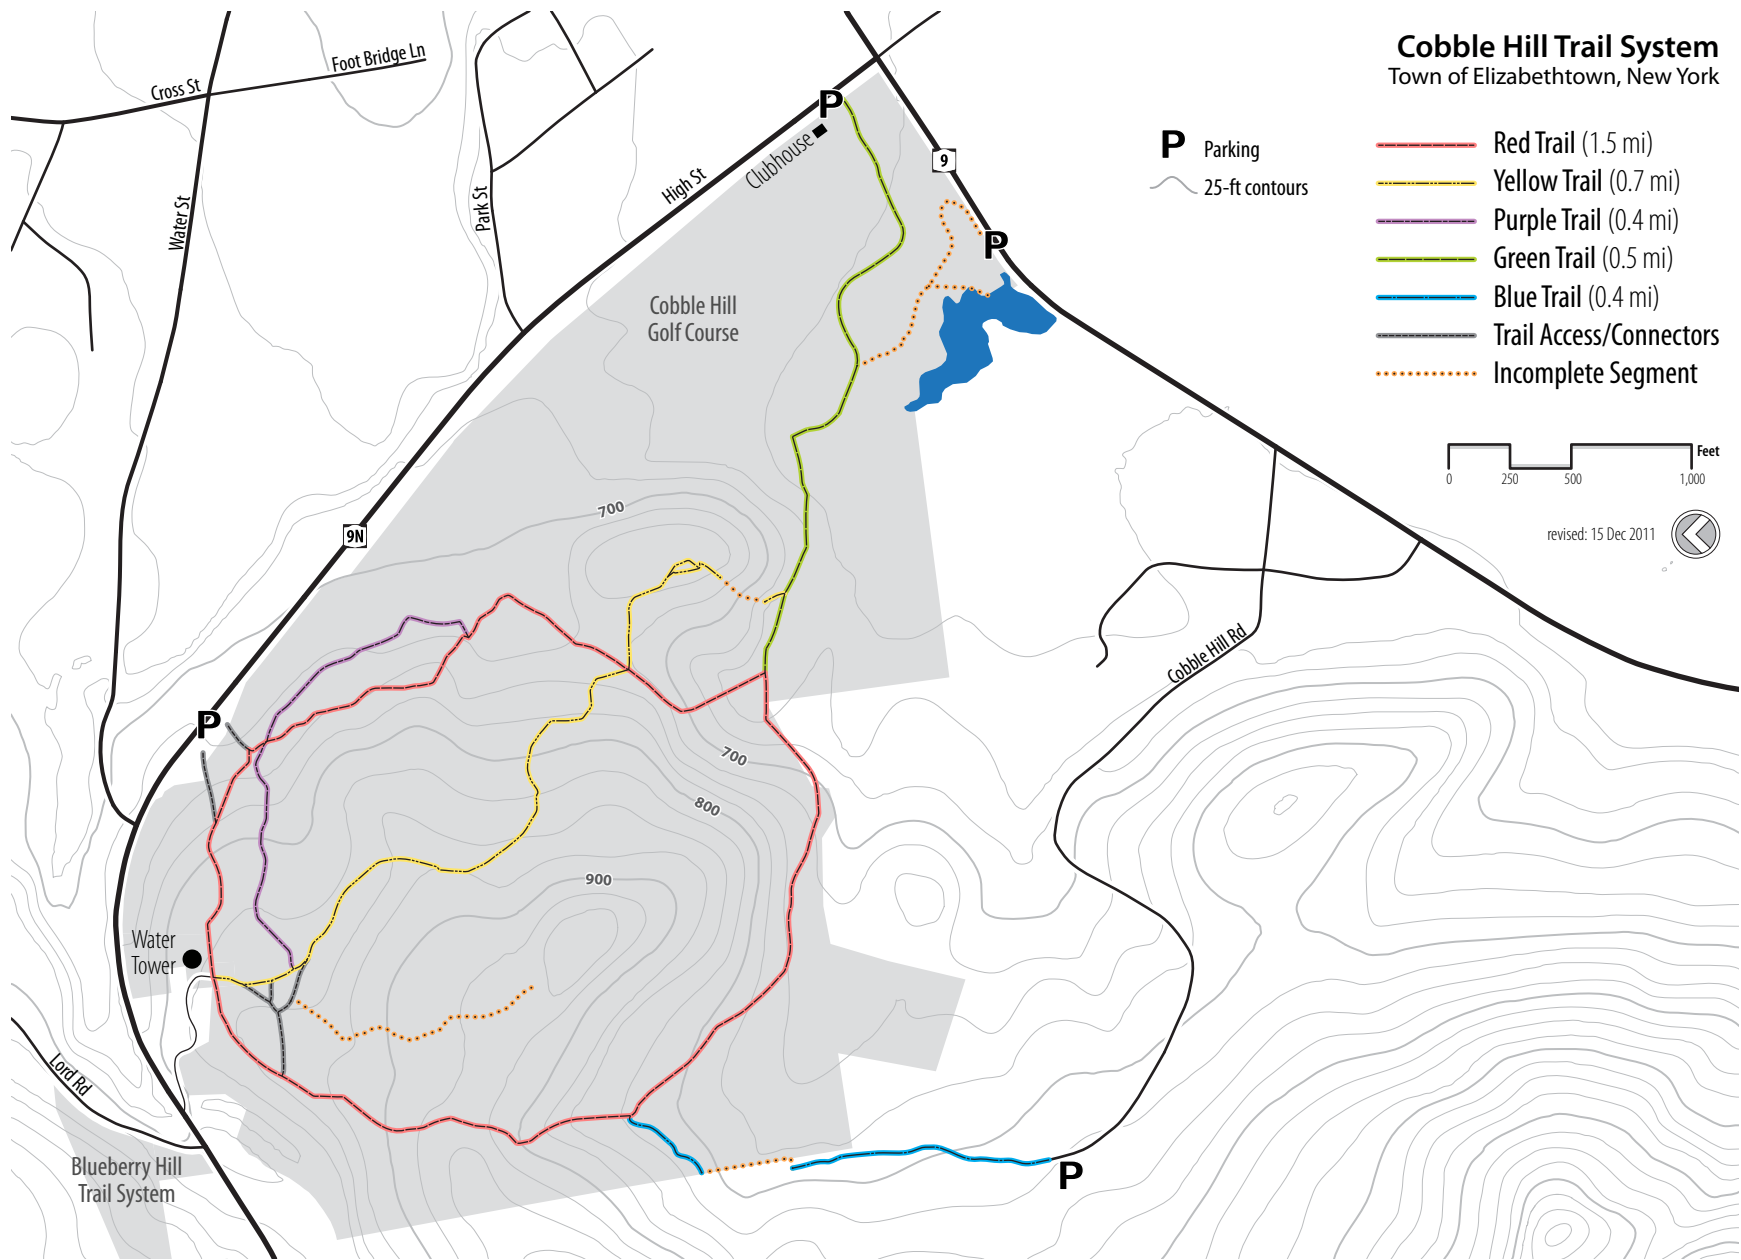 Cobble Hill Trail System
Town of Elizabethtown, New York
P
Parking
25-ft contours
Red Trail (1.5 mi)
Yellow Trail (0.7 mi)
Purple Trail (0.4 mi)
Green Trail (0.5 mi)
Blue Trail (0.4 mi)
Trail Access/Connectors
Incomplete Segment
Feet
0 250 500 1,000
revised: 15 Dec 2011
Foot Bridge Ln
Cross St
Water St
Park St
High St
P
Clubhouse
9
P
Cobble Hill
Golf Course
700
9N
Cobble Hill Rd
P
700
800
900
Water
Tower
Lord Rd
Blueberry Hill
Trail System
P